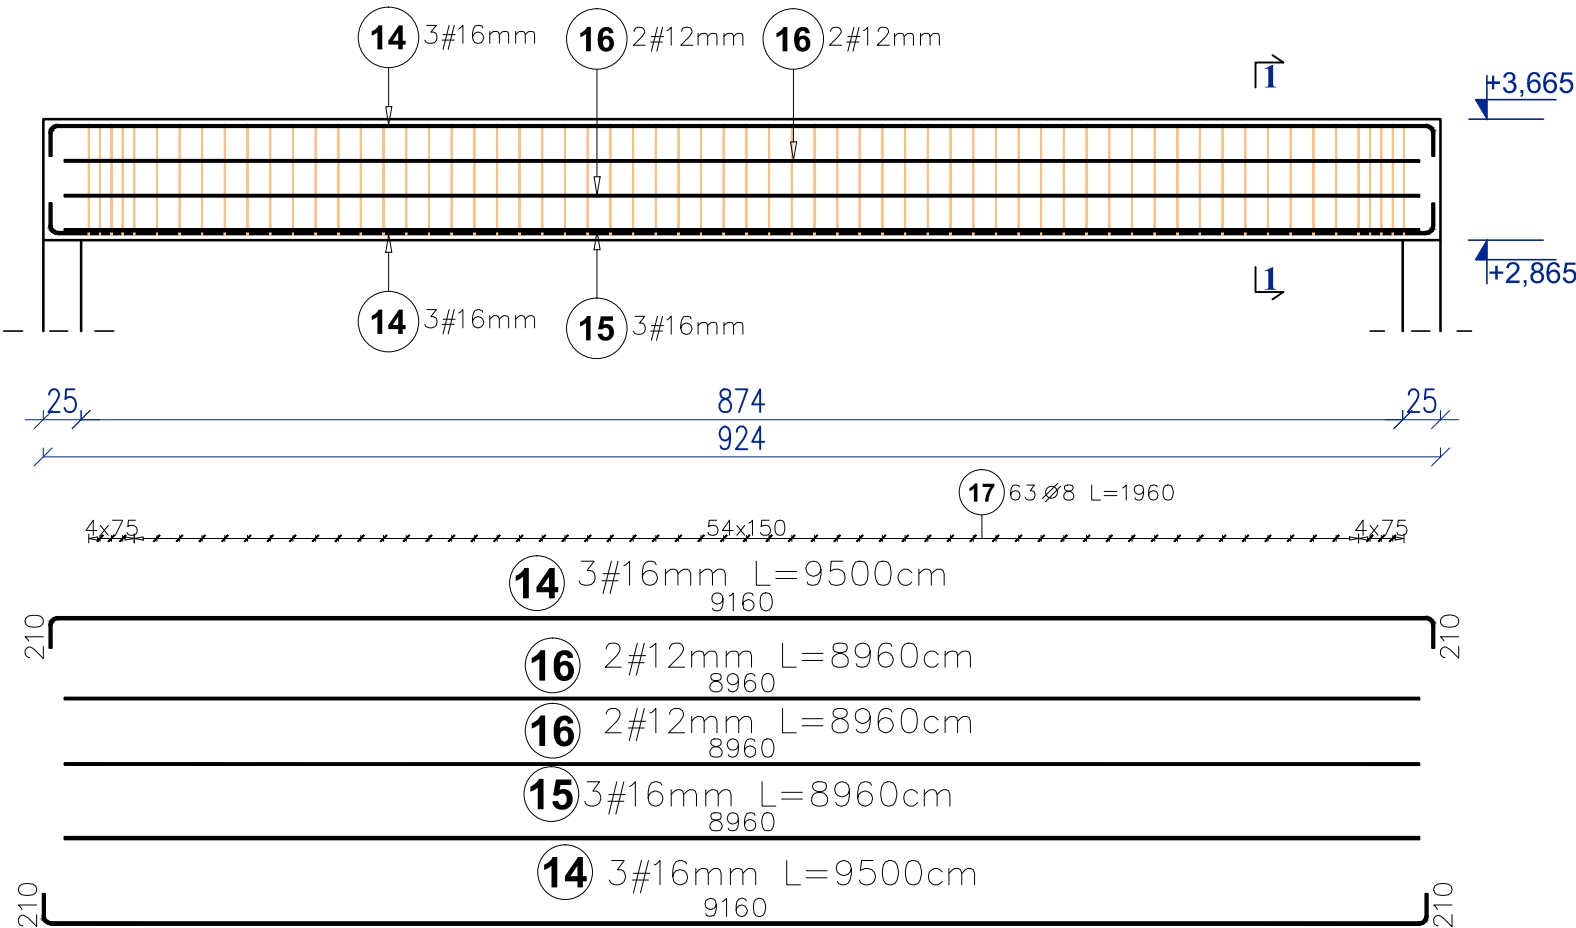 14 3#16mm 16 2#12mm 16 2#12mm
1
+3,665
+2,865
1
14 3#16mm 15 3#16mm
25 874 25
924
17 63⌀8 L=1960
4x75 54x150 4x75
14 3#16mm L=9500cm
9160
210 210
16 2#12mm L=8960cm
8960
16 2#12mm L=8960cm
8960
15 3#16mm L=8960cm
8960
14 3#16mm L=9500cm
210 9160 210